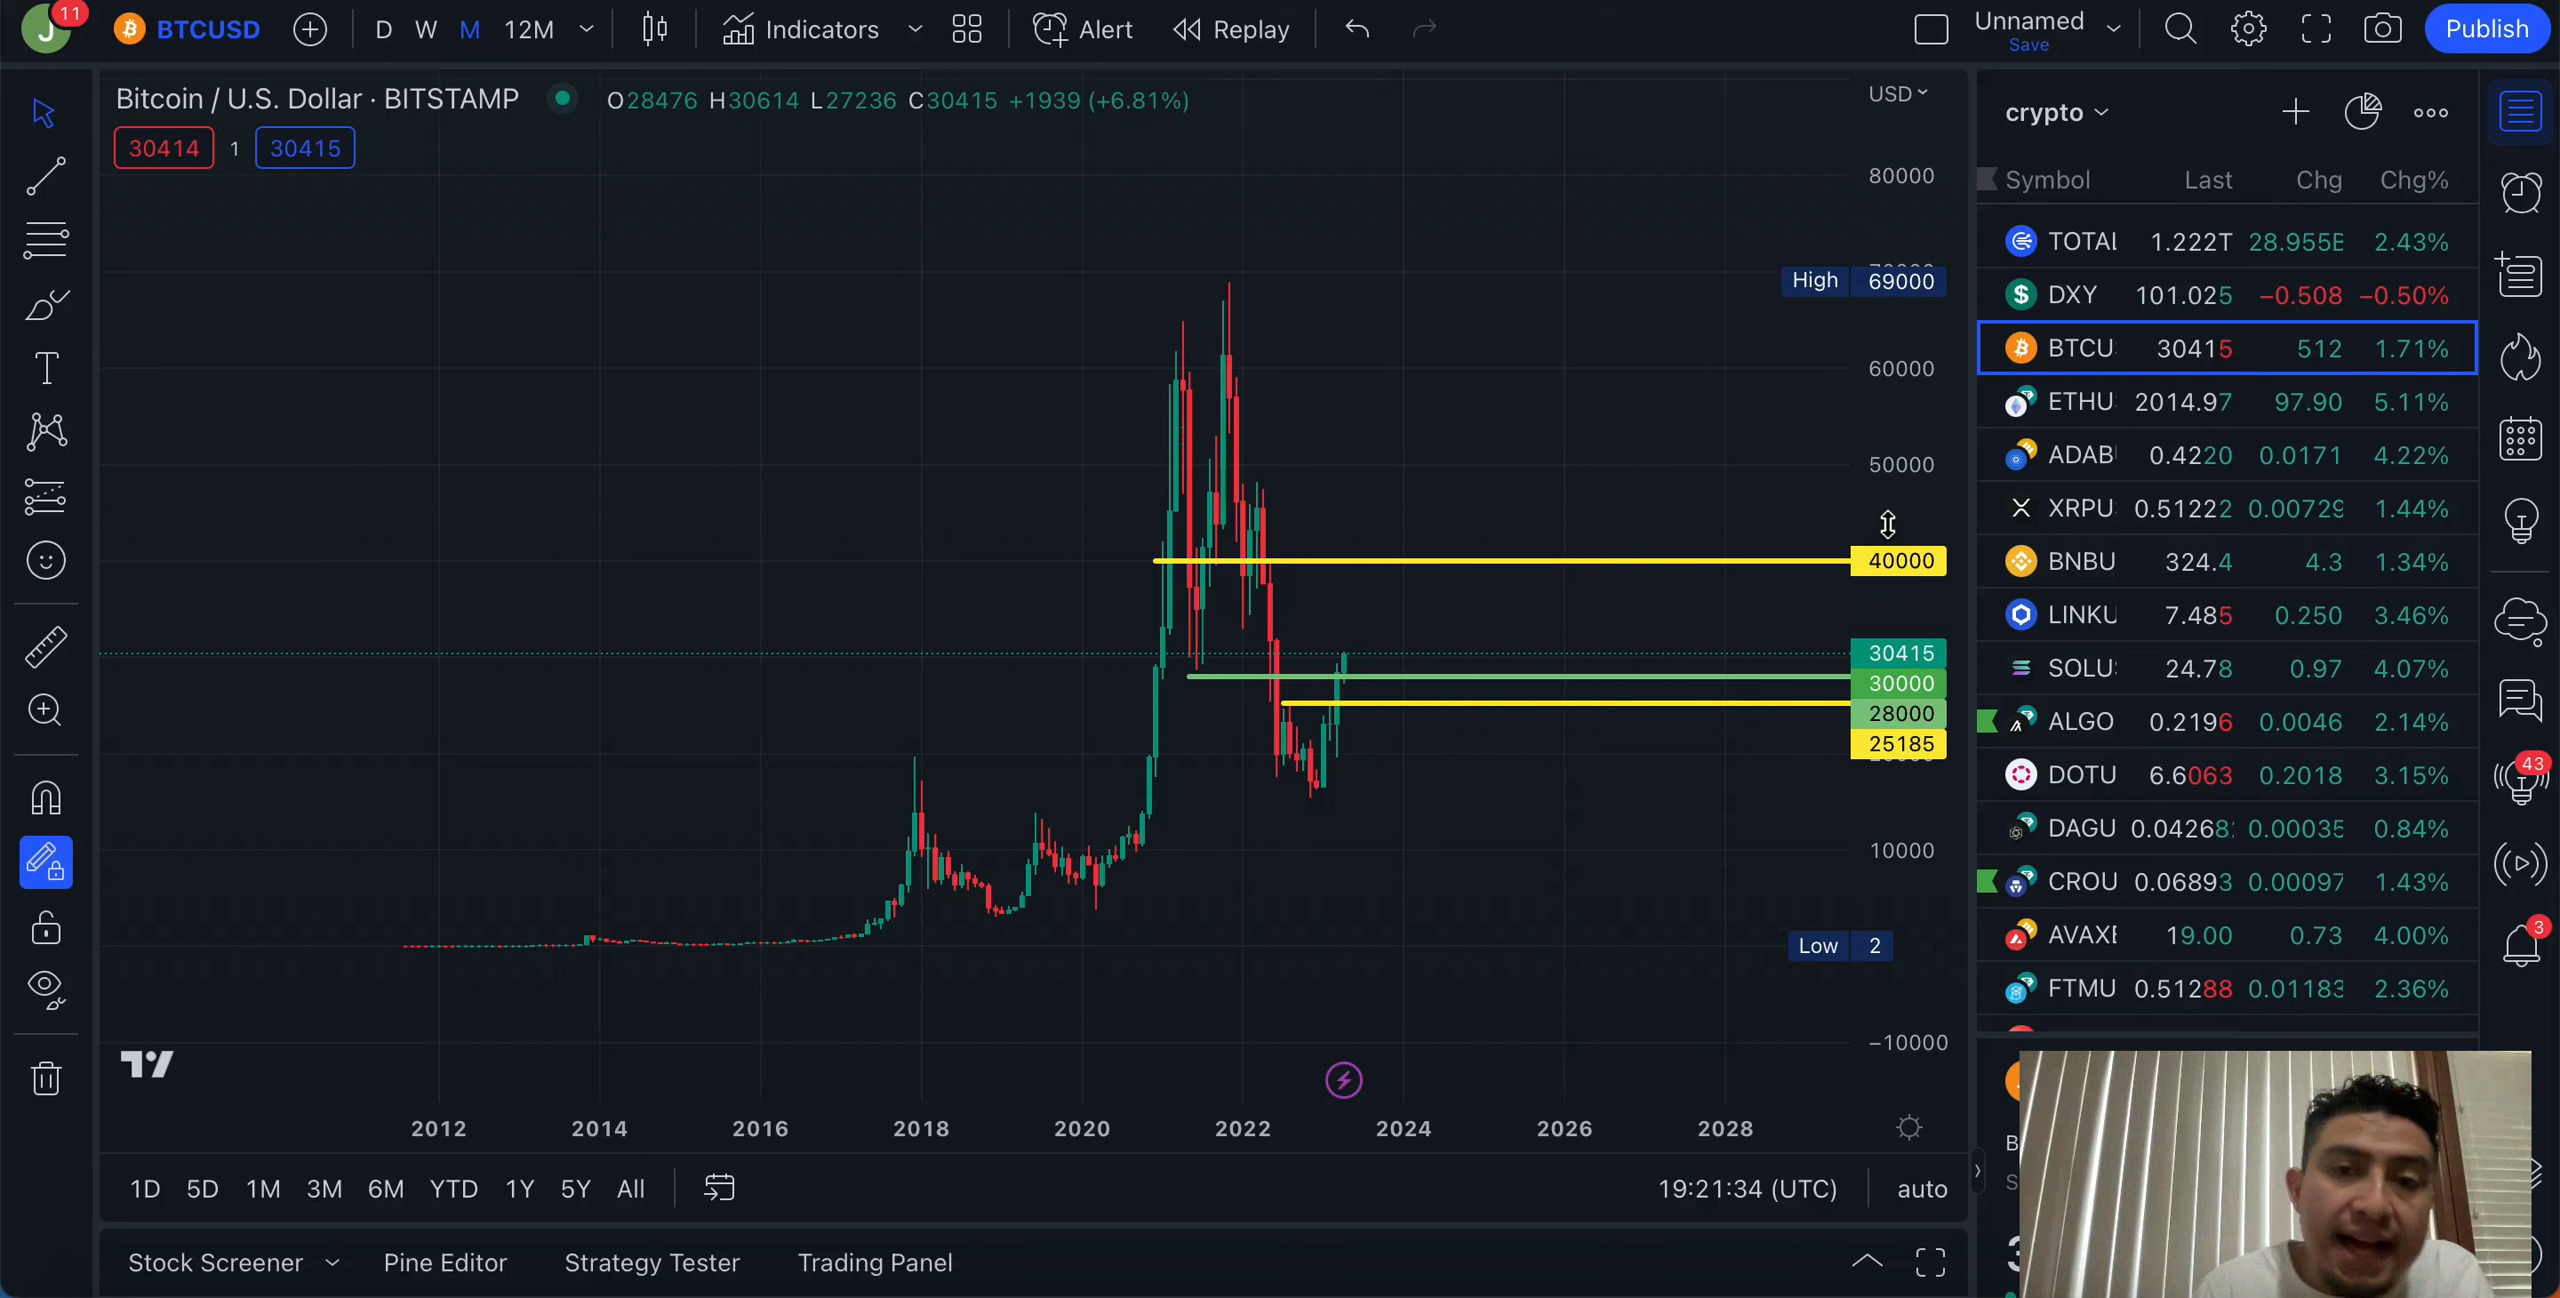 J 11 BTCUSD D W M 12M Indicators Alert Replay Unnamed Save Publish
Bitcoin / U.S. Dollar · BITSTAMP O28476 H30614 L27236 C30415 +1939 (+6.81%)
30414 1 30415
USD
80000
High 69000
60000
50000
40000
30415
30000
28000
25185
10000
Low 2
−10000
2012 2014 2016 2018 2020 2022 2024 2026 2028
1D 5D 1M 3M 6M YTD 1Y 5Y All 19:21:34 (UTC) auto
Stock Screener Pine Editor Strategy Tester Trading Panel
crypto
Symbol Last Chg Chg%
TOTAL 1.222T 28.955B 2.43%
DXY 101.025 −0.508 −0.50%
BTCU 30415 512 1.71%
ETHU 2014.97 97.90 5.11%
ADAB 0.4220 0.0171 4.22%
XRPU 0.51222 0.00729 1.44%
BNBU 324.4 4.3 1.34%
LINKU 7.485 0.250 3.46%
SOLU 24.78 0.97 4.07%
ALGO 0.2196 0.0046 2.14%
DOTU 6.6063 0.2018 3.15%
DAGU 0.04268 0.00035 0.84%
CROU 0.06893 0.00097 1.43%
AVAXE 19.00 0.73 4.00%
FTMU 0.51288 0.01183 2.36%
43
3